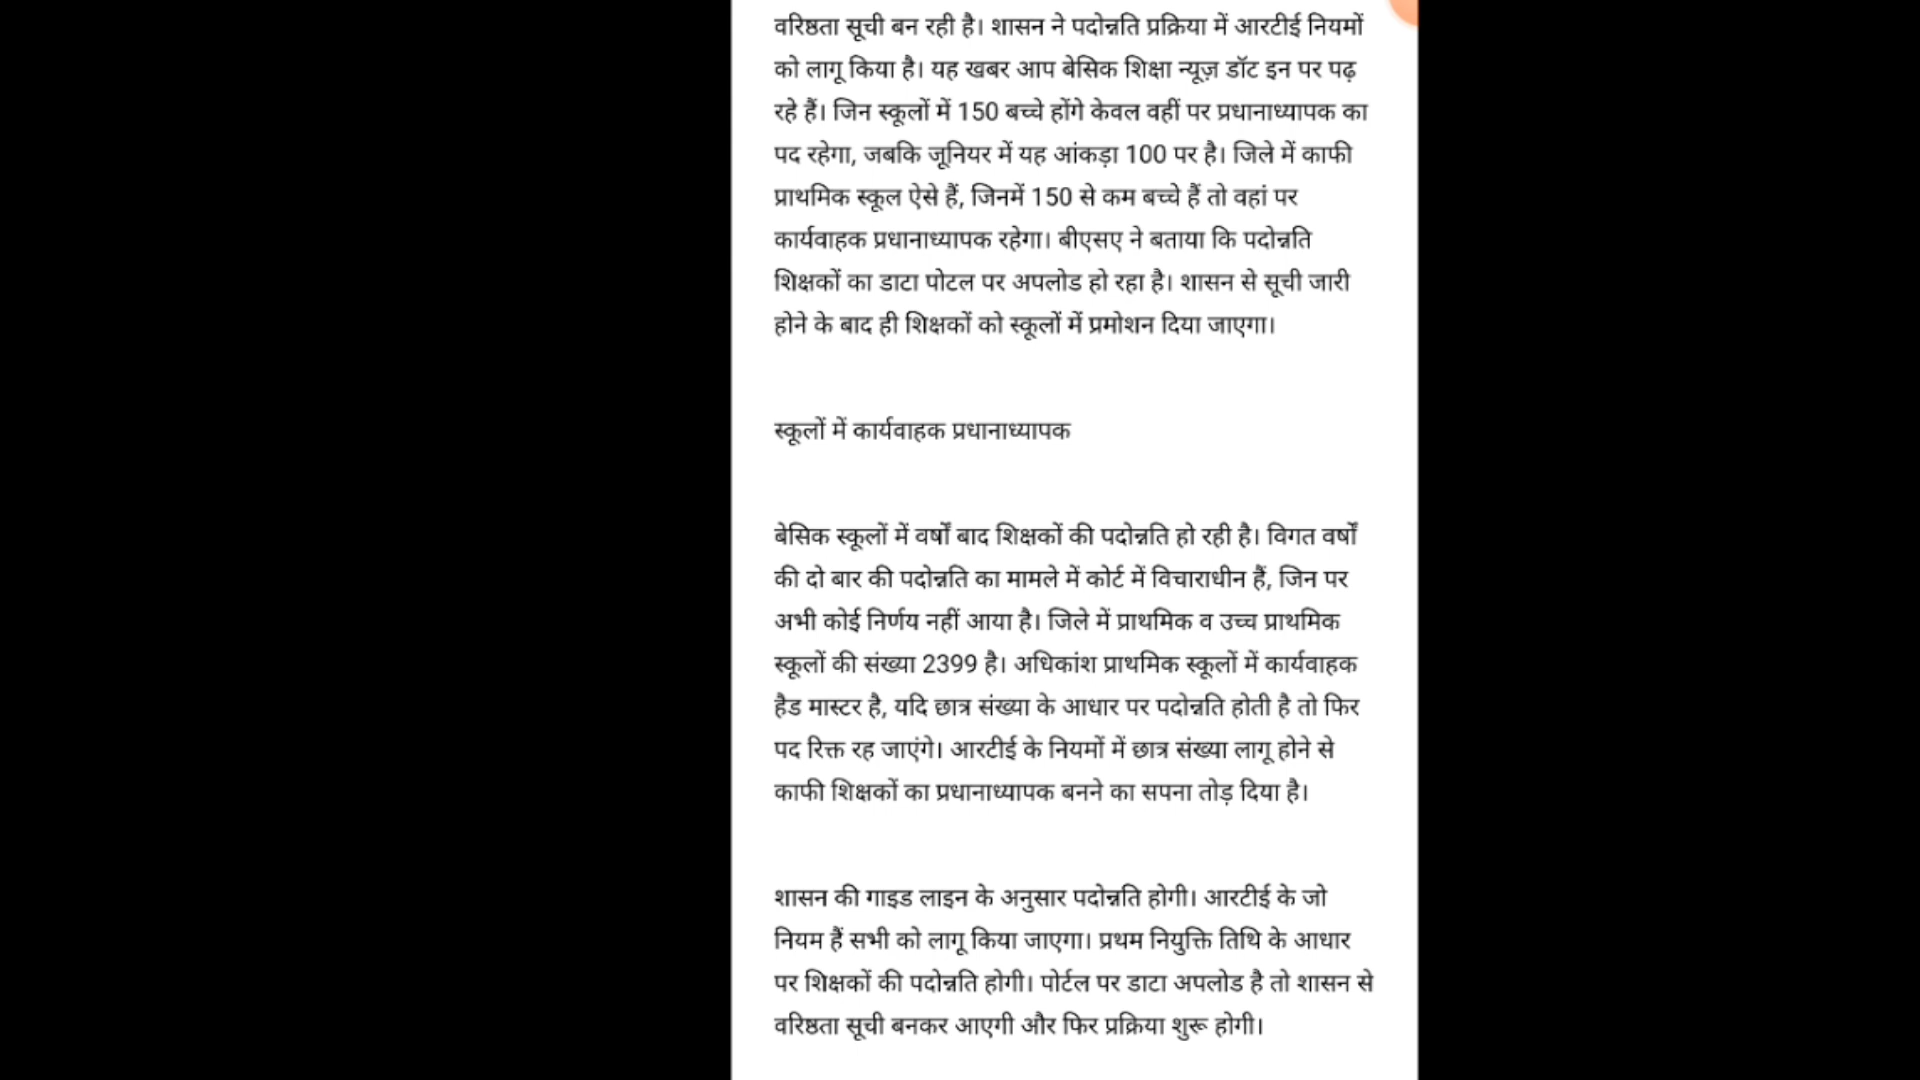 वरिष्ठता सूची बन रही है। शासन ने पदोन्नति प्रक्रिया में आरटीई नियमों
को लागू किया है। यह खबर आप बेसिक शिक्षा न्यूज़ डॉट इन पर पढ़
रहे हैं। जिन स्कूलों में 150 बच्चे होंगे केवल वहीं पर प्रधानाध्यापक का
पद रहेगा, जबकि जूनियर में यह आंकड़ा 100 पर है। जिले में काफी
प्राथमिक स्कूल ऐसे हैं, जिनमें 150 से कम बच्चे हैं तो वहां पर
कार्यवाहक प्रधानाध्यापक रहेगा। बीएसए ने बताया कि पदोन्नति
शिक्षकों का डाटा पोटल पर अपलोड हो रहा है। शासन से सूची जारी
होने के बाद ही शिक्षकों को स्कूलों में प्रमोशन दिया जाएगा।
स्कूलों में कार्यवाहक प्रधानाध्यापक
बेसिक स्कूलों में वर्षों बाद शिक्षकों की पदोन्नति हो रही है। विगत वर्षों
की दो बार की पदोन्नति का मामले में कोर्ट में विचाराधीन हैं, जिन पर
अभी कोई निर्णय नहीं आया है। जिले में प्राथमिक व उच्च प्राथमिक
स्कूलों की संख्या 2399 है। अधिकांश प्राथमिक स्कूलों में कार्यवाहक
हैड मास्टर है, यदि छात्र संख्या के आधार पर पदोन्नति होती है तो फिर
पद रिक्त रह जाएंगे। आरटीई के नियमों में छात्र संख्या लागू होने से
काफी शिक्षकों का प्रधानाध्यापक बनने का सपना तोड़ दिया है।
शासन की गाइड लाइन के अनुसार पदोन्नति होगी। आरटीई के जो
नियम हैं सभी को लागू किया जाएगा। प्रथम नियुक्ति तिथि के आधार
पर शिक्षकों की पदोन्नति होगी। पोर्टल पर डाटा अपलोड है तो शासन से
वरिष्ठता सूची बनकर आएगी और फिर प्रक्रिया शुरू होगी।